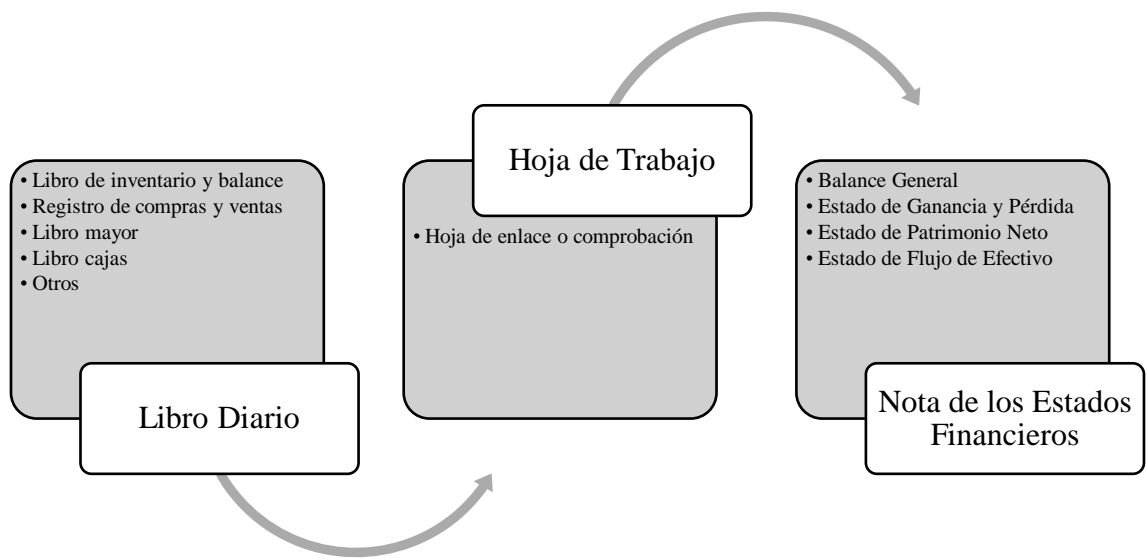 • Libro de inventario y balance
• Registro de compras y ventas
• Libro mayor
• Libro cajas
• Otros
Libro Diario
Hoja de Trabajo
• Hoja de enlace o comprobación
• Balance General
• Estado de Ganancia y Pérdida
• Estado de Patrimonio Neto
• Estado de Flujo de Efectivo
Nota de los Estados
Financieros